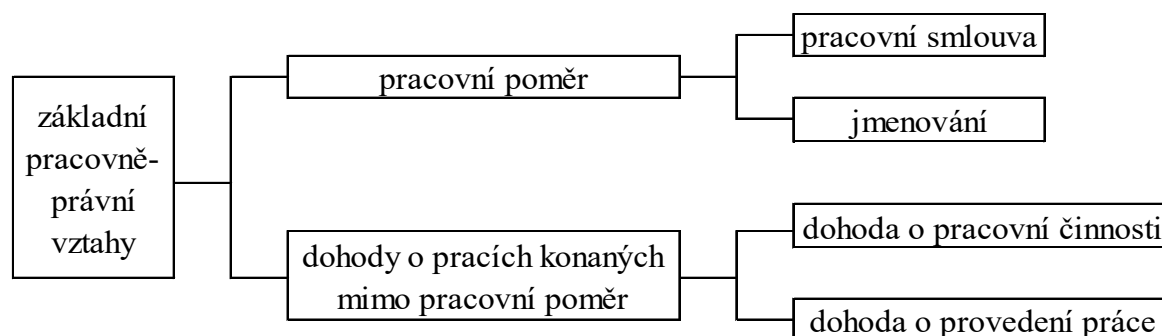 základní
pracovně-
právní
vztahy
pracovní poměr
pracovní smlouva
jmenování
dohody o pracích konaných
mimo pracovní poměr
dohoda o pracovní činnosti
dohoda o provedení práce